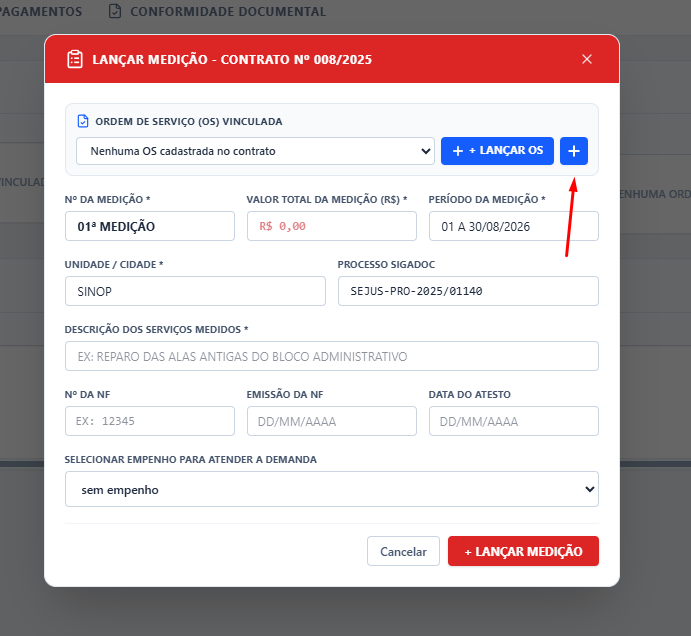 PAGAMENTOS CONFORMIDADE DOCUMENTAL
LANÇAR MEDIÇÃO - CONTRATO Nº 008/2025
ORDEM DE SERVIÇO (OS) VINCULADA
Nenhuma OS cadastrada no contrato
+ LANÇAR OS
Nº DA MEDIÇÃO * VALOR TOTAL DA MEDIÇÃO (R$) * PERÍODO DA MEDIÇÃO *
01ª MEDIÇÃO R$ 0,00 01 A 30/08/2026
UNIDADE / CIDADE * PROCESSO SIGADOC
SINOP SEJUS-PRO-2025/01140
DESCRIÇÃO DOS SERVIÇOS MEDIDOS *
EX: REPARO DAS ALAS ANTIGAS DO BLOCO ADMINISTRATIVO
Nº DA NF EMISSÃO DA NF DATA DO ATESTO
EX: 12345 DD/MM/AAAA DD/MM/AAAA
SELECIONAR EMPENHO PARA ATENDER A DEMANDA
sem empenho
Cancelar + LANÇAR MEDIÇÃO